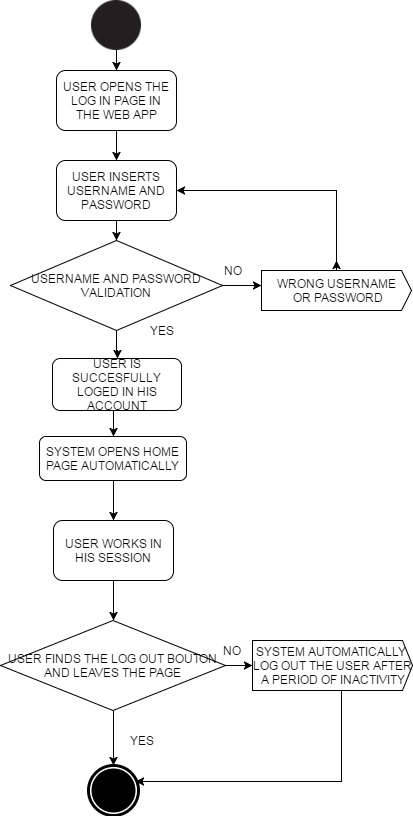 USER OPENS THE
LOG IN PAGE IN
THE WEB APP
USER INSERTS
USERNAME AND
PASSWORD
USERNAME AND PASSWORD
VALIDATION
NO
WRONG USERNAME
OR PASSWORD
YES
USER IS
SUCCESFULLY
LOGED IN HIS
ACCOUNT
SYSTEM OPENS HOME
PAGE AUTOMATICALLY
USER WORKS IN
HIS SESSION
USER FINDS THE LOG OUT BOUTON
AND LEAVES THE PAGE
NO
SYSTEM AUTOMATICALLY
LOG OUT THE USER AFTER
A PERIOD OF INACTIVITY
YES